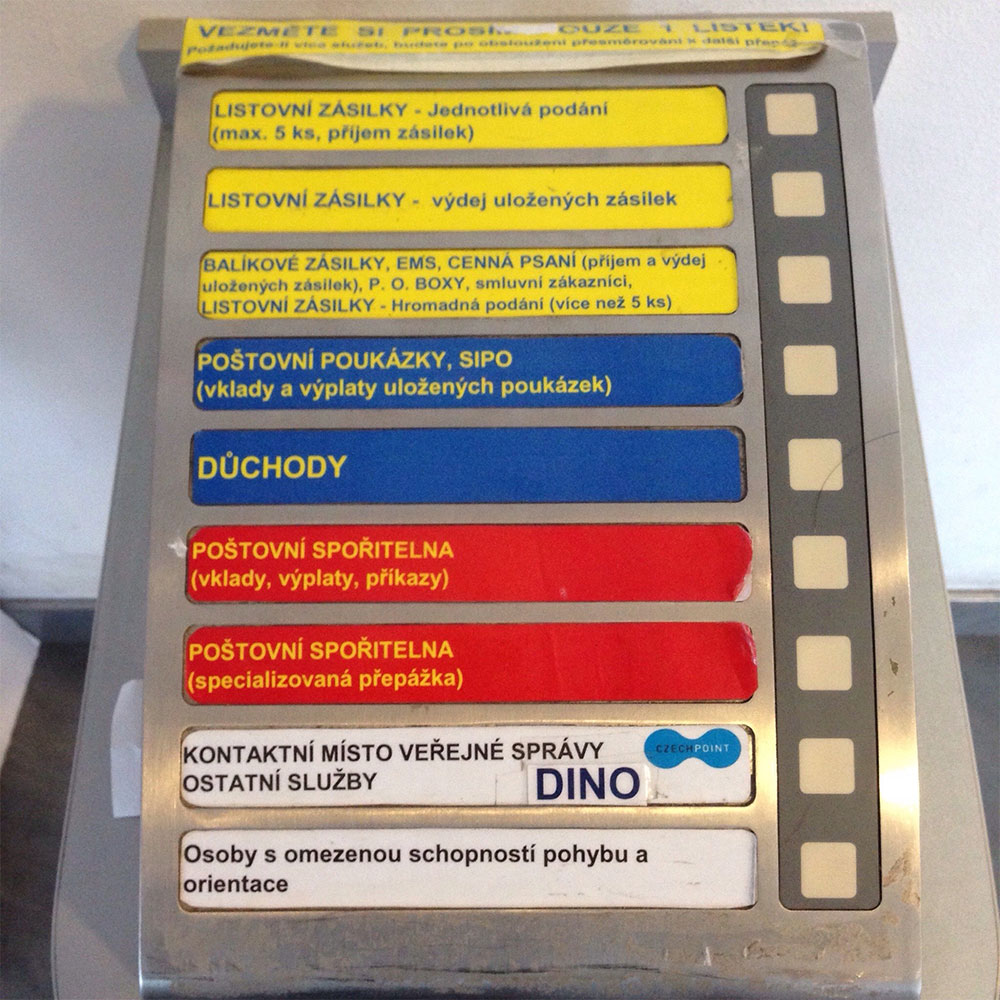 VEZMĚTE SI PROSÍM POUZE 1 LÍSTEK!
Požadujete-li více služeb, budete po obsloužení přesměrováni k další
LISTOVNÍ ZÁSILKY - Jednotlivá podání
(max. 5 ks, příjem zásilek)
LISTOVNÍ ZÁSILKY - výdej uložených zásilek
BALÍKOVÉ ZÁSILKY, EMS, CENNÁ PSANÍ (příjem a výdej
uložených zásilek), P. O. BOXY, smluvní zákazníci,
LISTOVNÍ ZÁSILKY - Hromadná podání (více než 5 ks)
POŠTOVNÍ POUKÁZKY, SIPO
(vklady a výplaty uložených poukázek)
DŮCHODY
POŠTOVNÍ SPOŘITELNA
(vklady, výplaty, příkazy)
POŠTOVNÍ SPOŘITELNA
(specializovaná přepážka)
KONTAKTNÍ MÍSTO VEŘEJNÉ SPRÁVY
OSTATNÍ SLUŽBY
DINO
CZECHPOINT
Osoby s omezenou schopností pohybu a
orientace